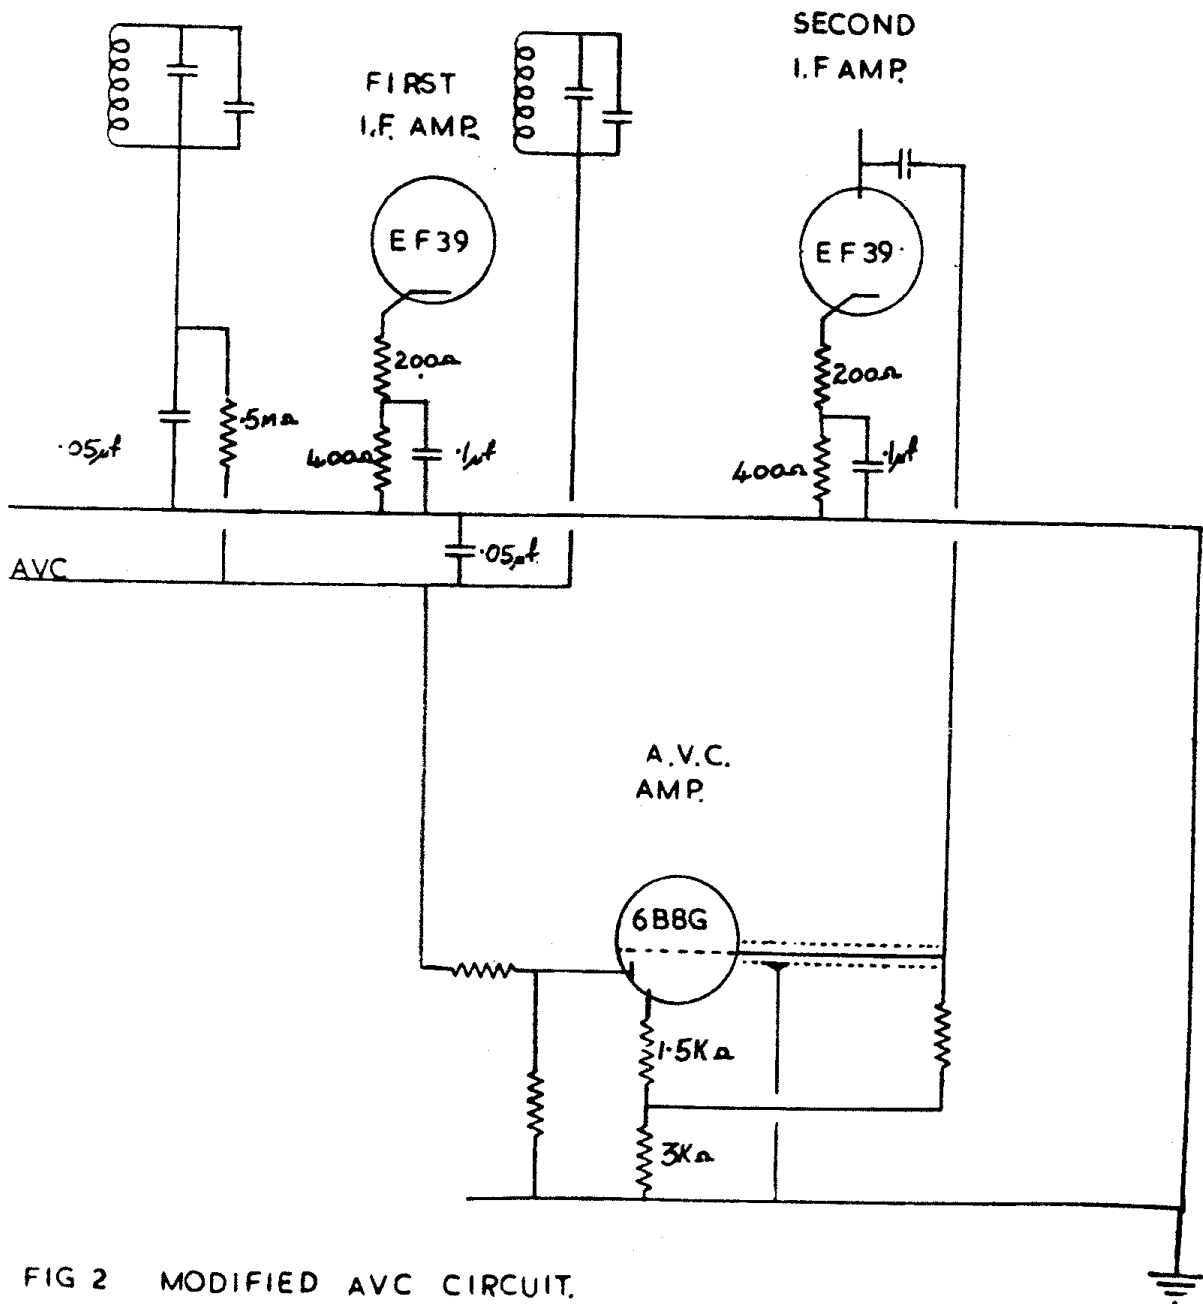 SECOND
I.F AMP.
FIRST
I.F. AMP.
EF39
EF39
200Ω
200Ω
.5MΩ
.05µf
400Ω
.1µf
400Ω
.1µf
.05µf
AVC
A.V.C.
AMP.
6B8G
1.5KΩ
3KΩ
FIG 2 MODIFIED AVC CIRCUIT.